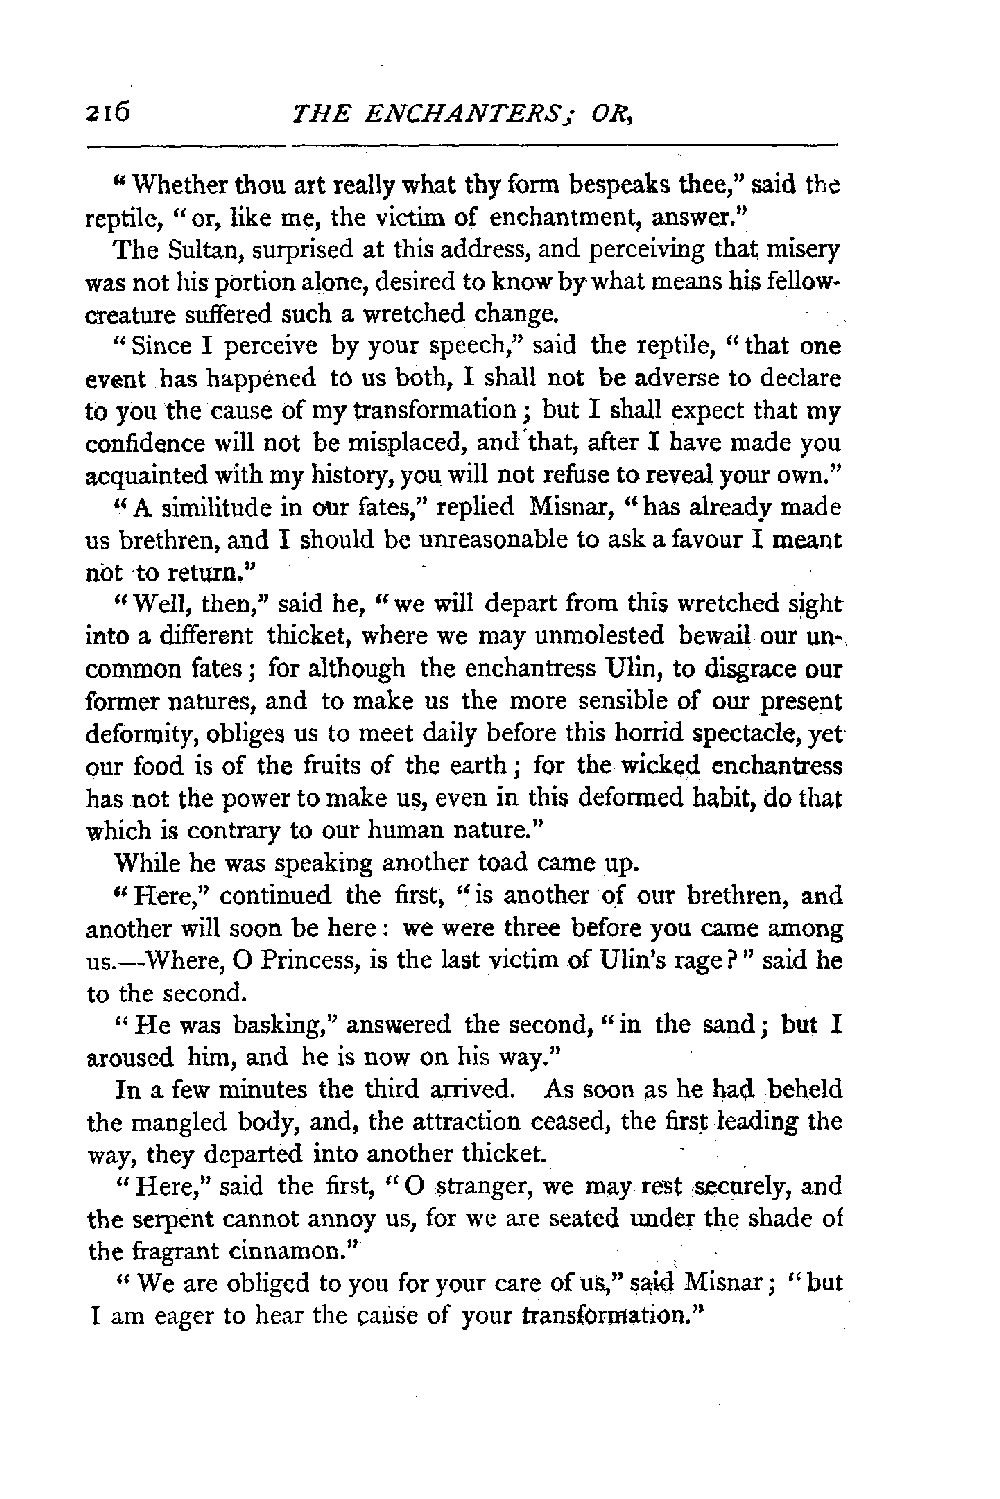 216 THE ENCHANTERS; OR,
“Whether thou art really what thy form bespeaks thee,” said the
reptile, “or, like me, the victim of enchantment, answer.”
The Sultan, surprised at this address, and perceiving that misery
was not his portion alone, desired to know by what means his fellow-
creature suffered such a wretched change.
“Since I perceive by your speech,” said the reptile, “that one
event has happened to us both, I shall not be adverse to declare
to you the cause of my transformation; but I shall expect that my
confidence will not be misplaced, and that, after I have made you
acquainted with my history, you will not refuse to reveal your own.”
“A similitude in our fates,” replied Misnar, “has already made
us brethren, and I should be unreasonable to ask a favour I meant
not to return.”
“Well, then,” said he, “we will depart from this wretched sight
into a different thicket, where we may unmolested bewail our un-
common fates; for although the enchantress Ulin, to disgrace our
former natures, and to make us the more sensible of our present
deformity, obliges us to meet daily before this horrid spectacle, yet
our food is of the fruits of the earth; for the wicked enchantress
has not the power to make us, even in this deformed habit, do that
which is contrary to our human nature.”
While he was speaking another toad came up.
“Here,” continued the first, “is another of our brethren, and
another will soon be here: we were three before you came among
us.—Where, O Princess, is the last victim of Ulin's rage?” said he
to the second.
“He was basking,” answered the second, “in the sand; but I
aroused him, and he is now on his way.”
In a few minutes the third arrived. As soon as he had beheld
the mangled body, and, the attraction ceased, the first leading the
way, they departed into another thicket.
“Here,” said the first, “O stranger, we may rest securely, and
the serpent cannot annoy us, for we are seated under the shade of
the fragrant cinnamon.”
“We are obliged to you for your care of us,” said Misnar; “but
I am eager to hear the cause of your transformation.”